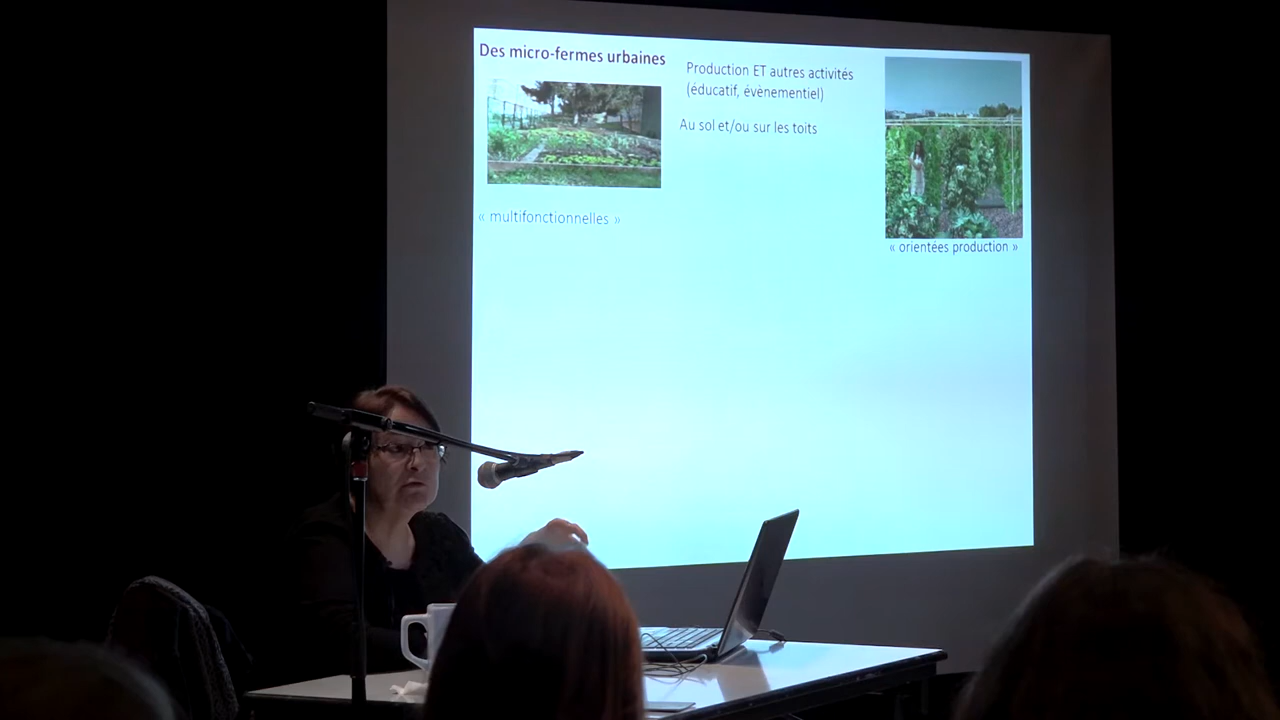 Des micro-fermes urbaines
Production ET autres activités
(éducatif, évènementiel)
Au sol et/ou sur les toits
« multifonctionnelles »
« orientées production »